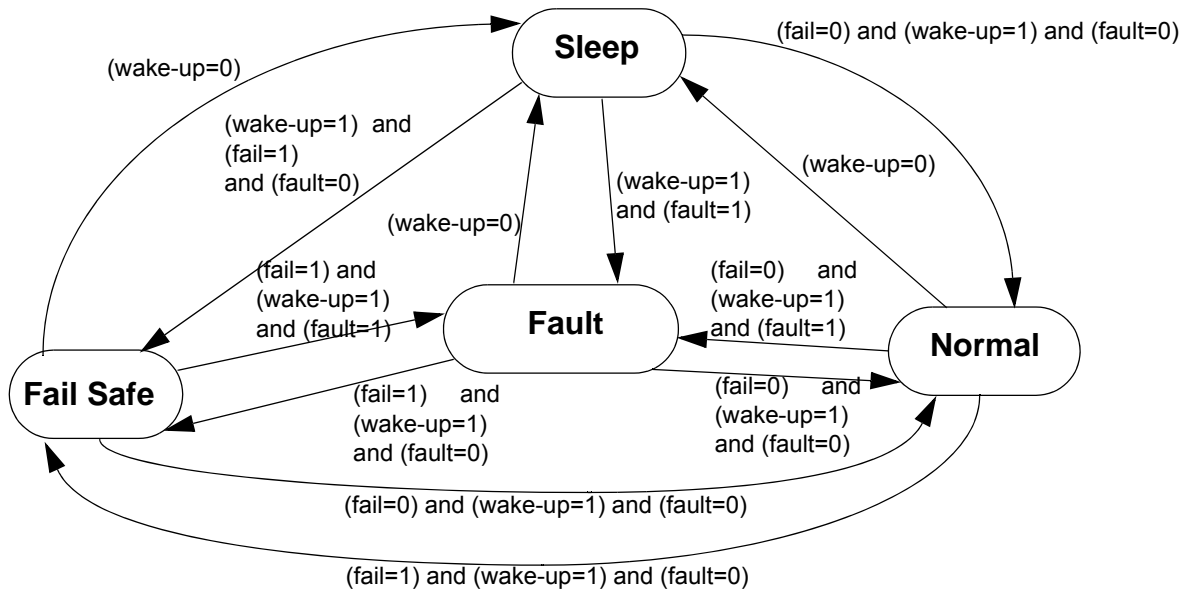 Sleep
(fail=0) and (wake-up=1) and (fault=0)
(wake-up=0)
(wake-up=1) and
(fail=1)
and (fault=0)
(wake-up=0)
(wake-up=1)
and (fault=1)
(wake-up=0)
(fail=1) and
(wake-up=1)
and (fault=1)
(fail=0) and
(wake-up=1)
and (fault=1)
Fault
Normal
Fail Safe
(fail=1) and
(wake-up=1)
and (fault=0)
(fail=0) and
(wake-up=1)
and (fault=0)
(fail=0) and (wake-up=1) and (fault=0)
(fail=1) and (wake-up=1) and (fault=0)